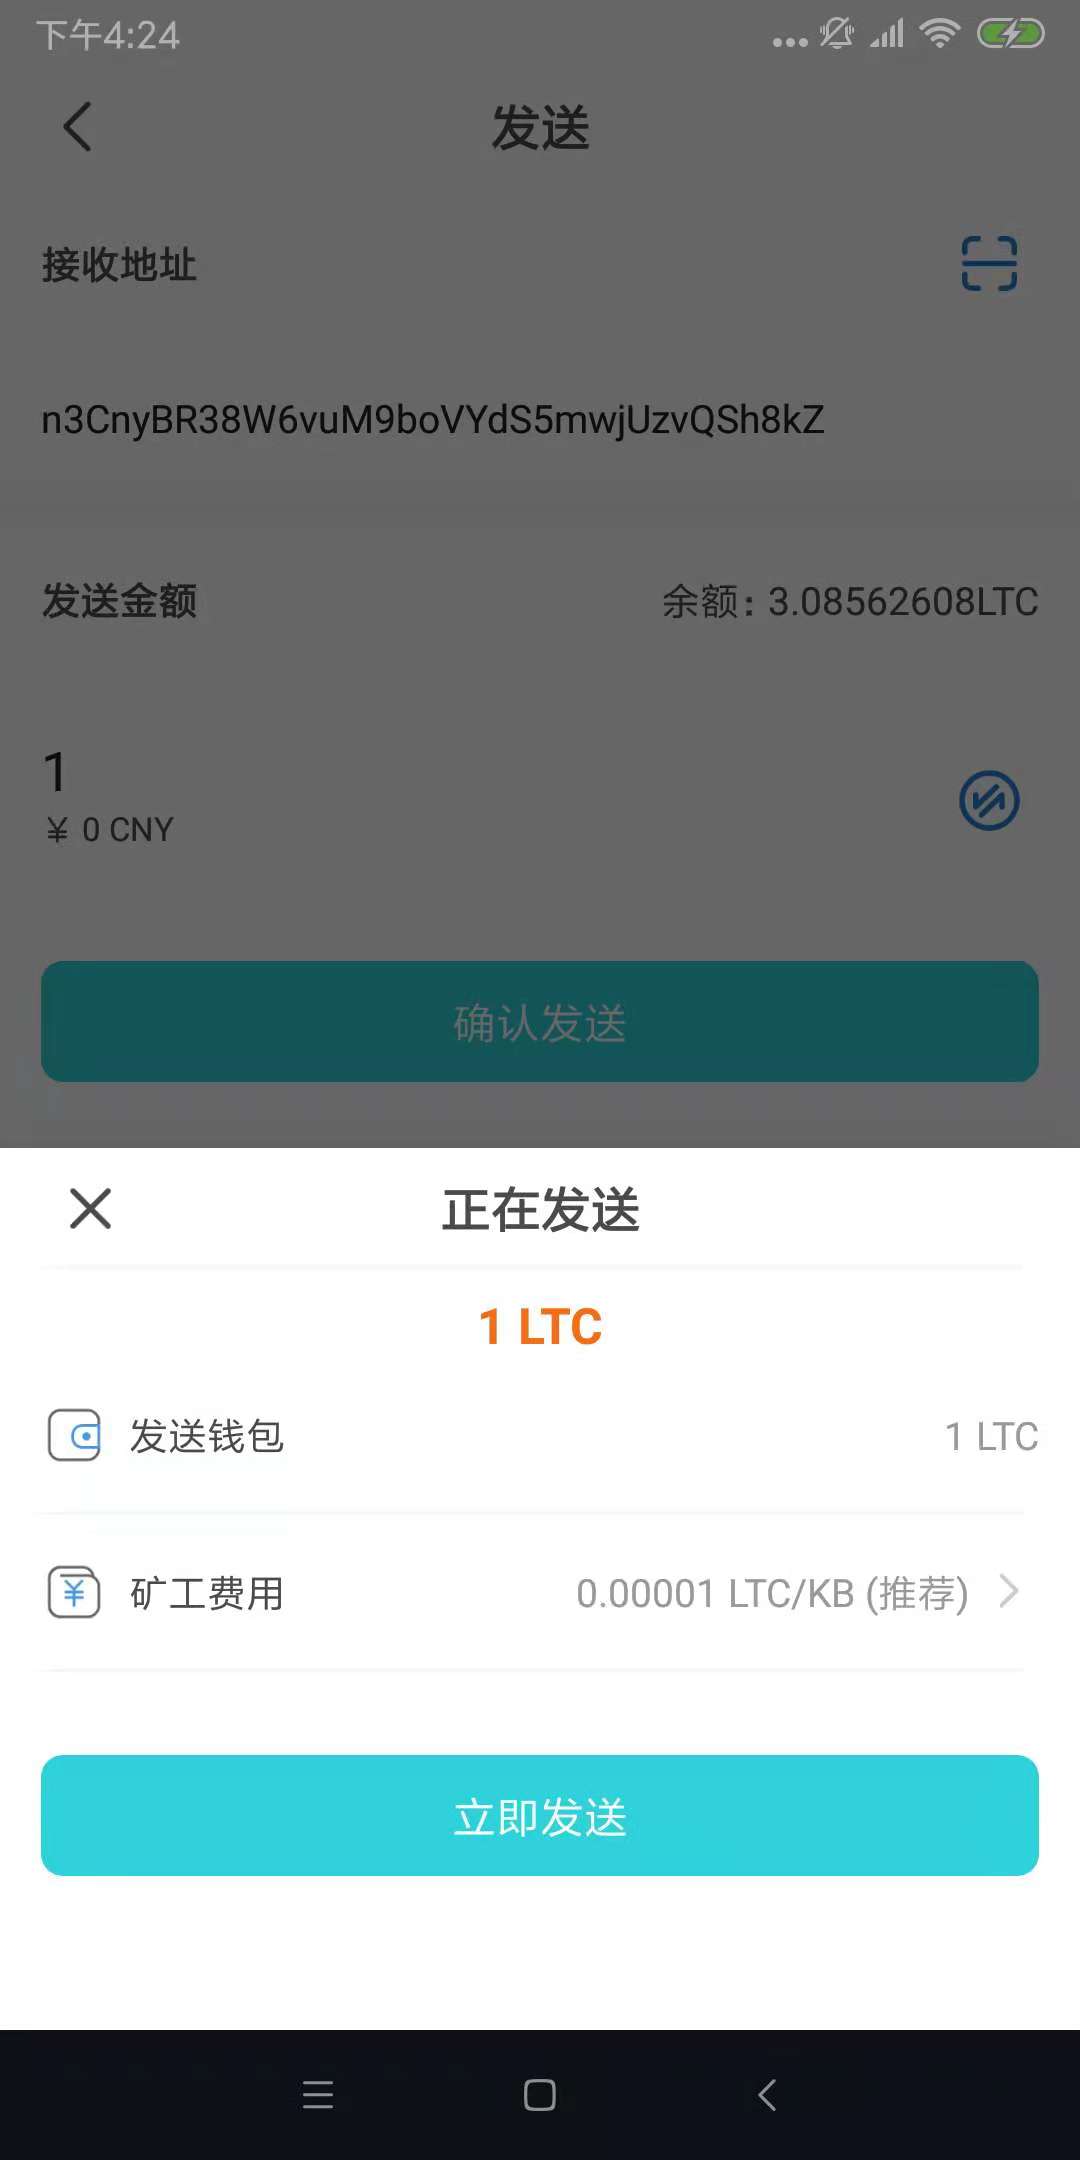 下午4:24
发送
接收地址
n3CnyBR38W6vuM9boVYdS5mwjUzvQSh8kZ
发送金额
余额：3.08562608LTC
1
¥ 0 CNY
确认发送
正在发送
1 LTC
发送钱包
1 LTC
矿工费用
0.00001 LTC/KB (推荐)
立即发送